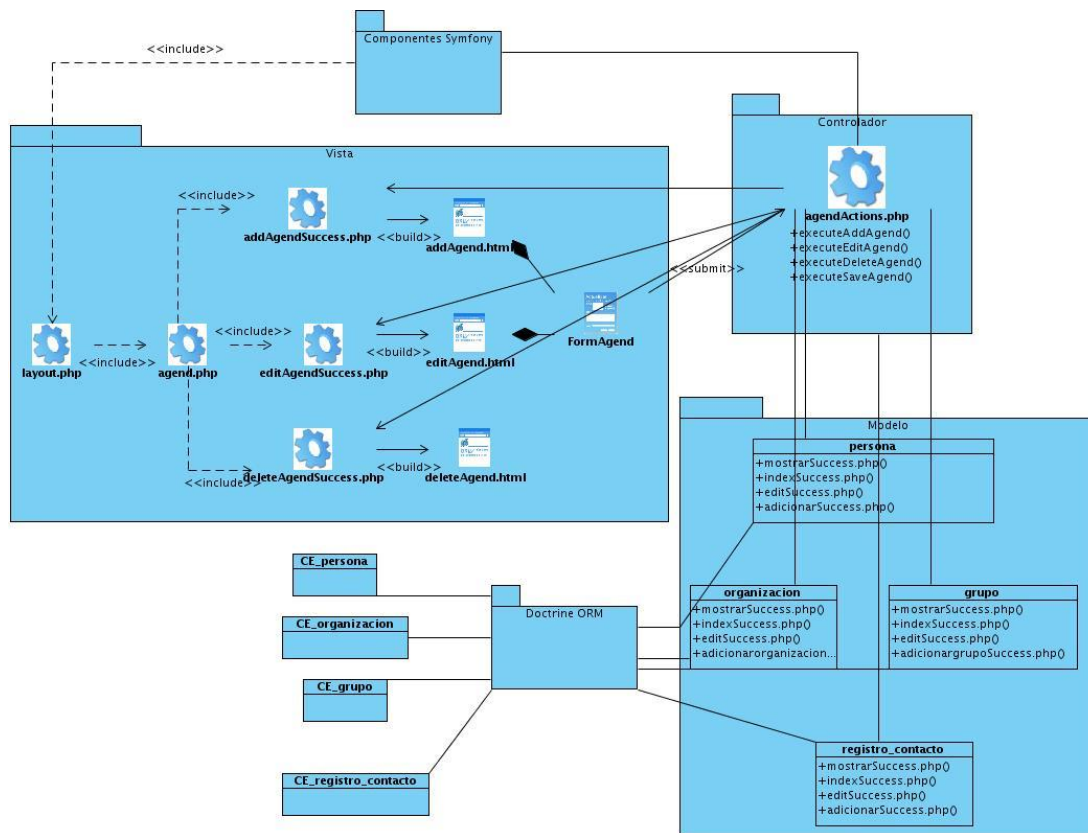 Componentes Symfony
<<include>>
Controlador
agendActions.php
+executeAddAgend()
+executeEditAgend()
+executeDeleteAgend()
+executeSaveAgend()
Vista
<<include>>
addAgendSuccess.php
<<build>>
addAgend.html
<<submit>>
FormAgend
layout.php
<<include>>
agend.php
<<include>>
editAgendSuccess.php
<<build>>
editAgend.html
<<include>>
deleteAgendSuccess.php
<<build>>
deleteAgend.html
Modelo
persona
+mostrarSuccess.php()
+indexSuccess.php()
+editSuccess.php()
+adicionarSuccess.php()
organizacion
+mostrarSuccess.php()
+indexSuccess.php()
+editSuccess.php()
+adicionarorganizacion...
grupo
+mostrarSuccess.php()
+indexSuccess.php()
+editSuccess.php()
+adicionargrupoSuccess.php()
registro_contacto
+mostrarSuccess.php()
+indexSuccess.php()
+editSuccess.php()
+adicionarSuccess.php()
CE_persona
CE_organizacion
CE_grupo
CE_registro_contacto
Doctrine ORM